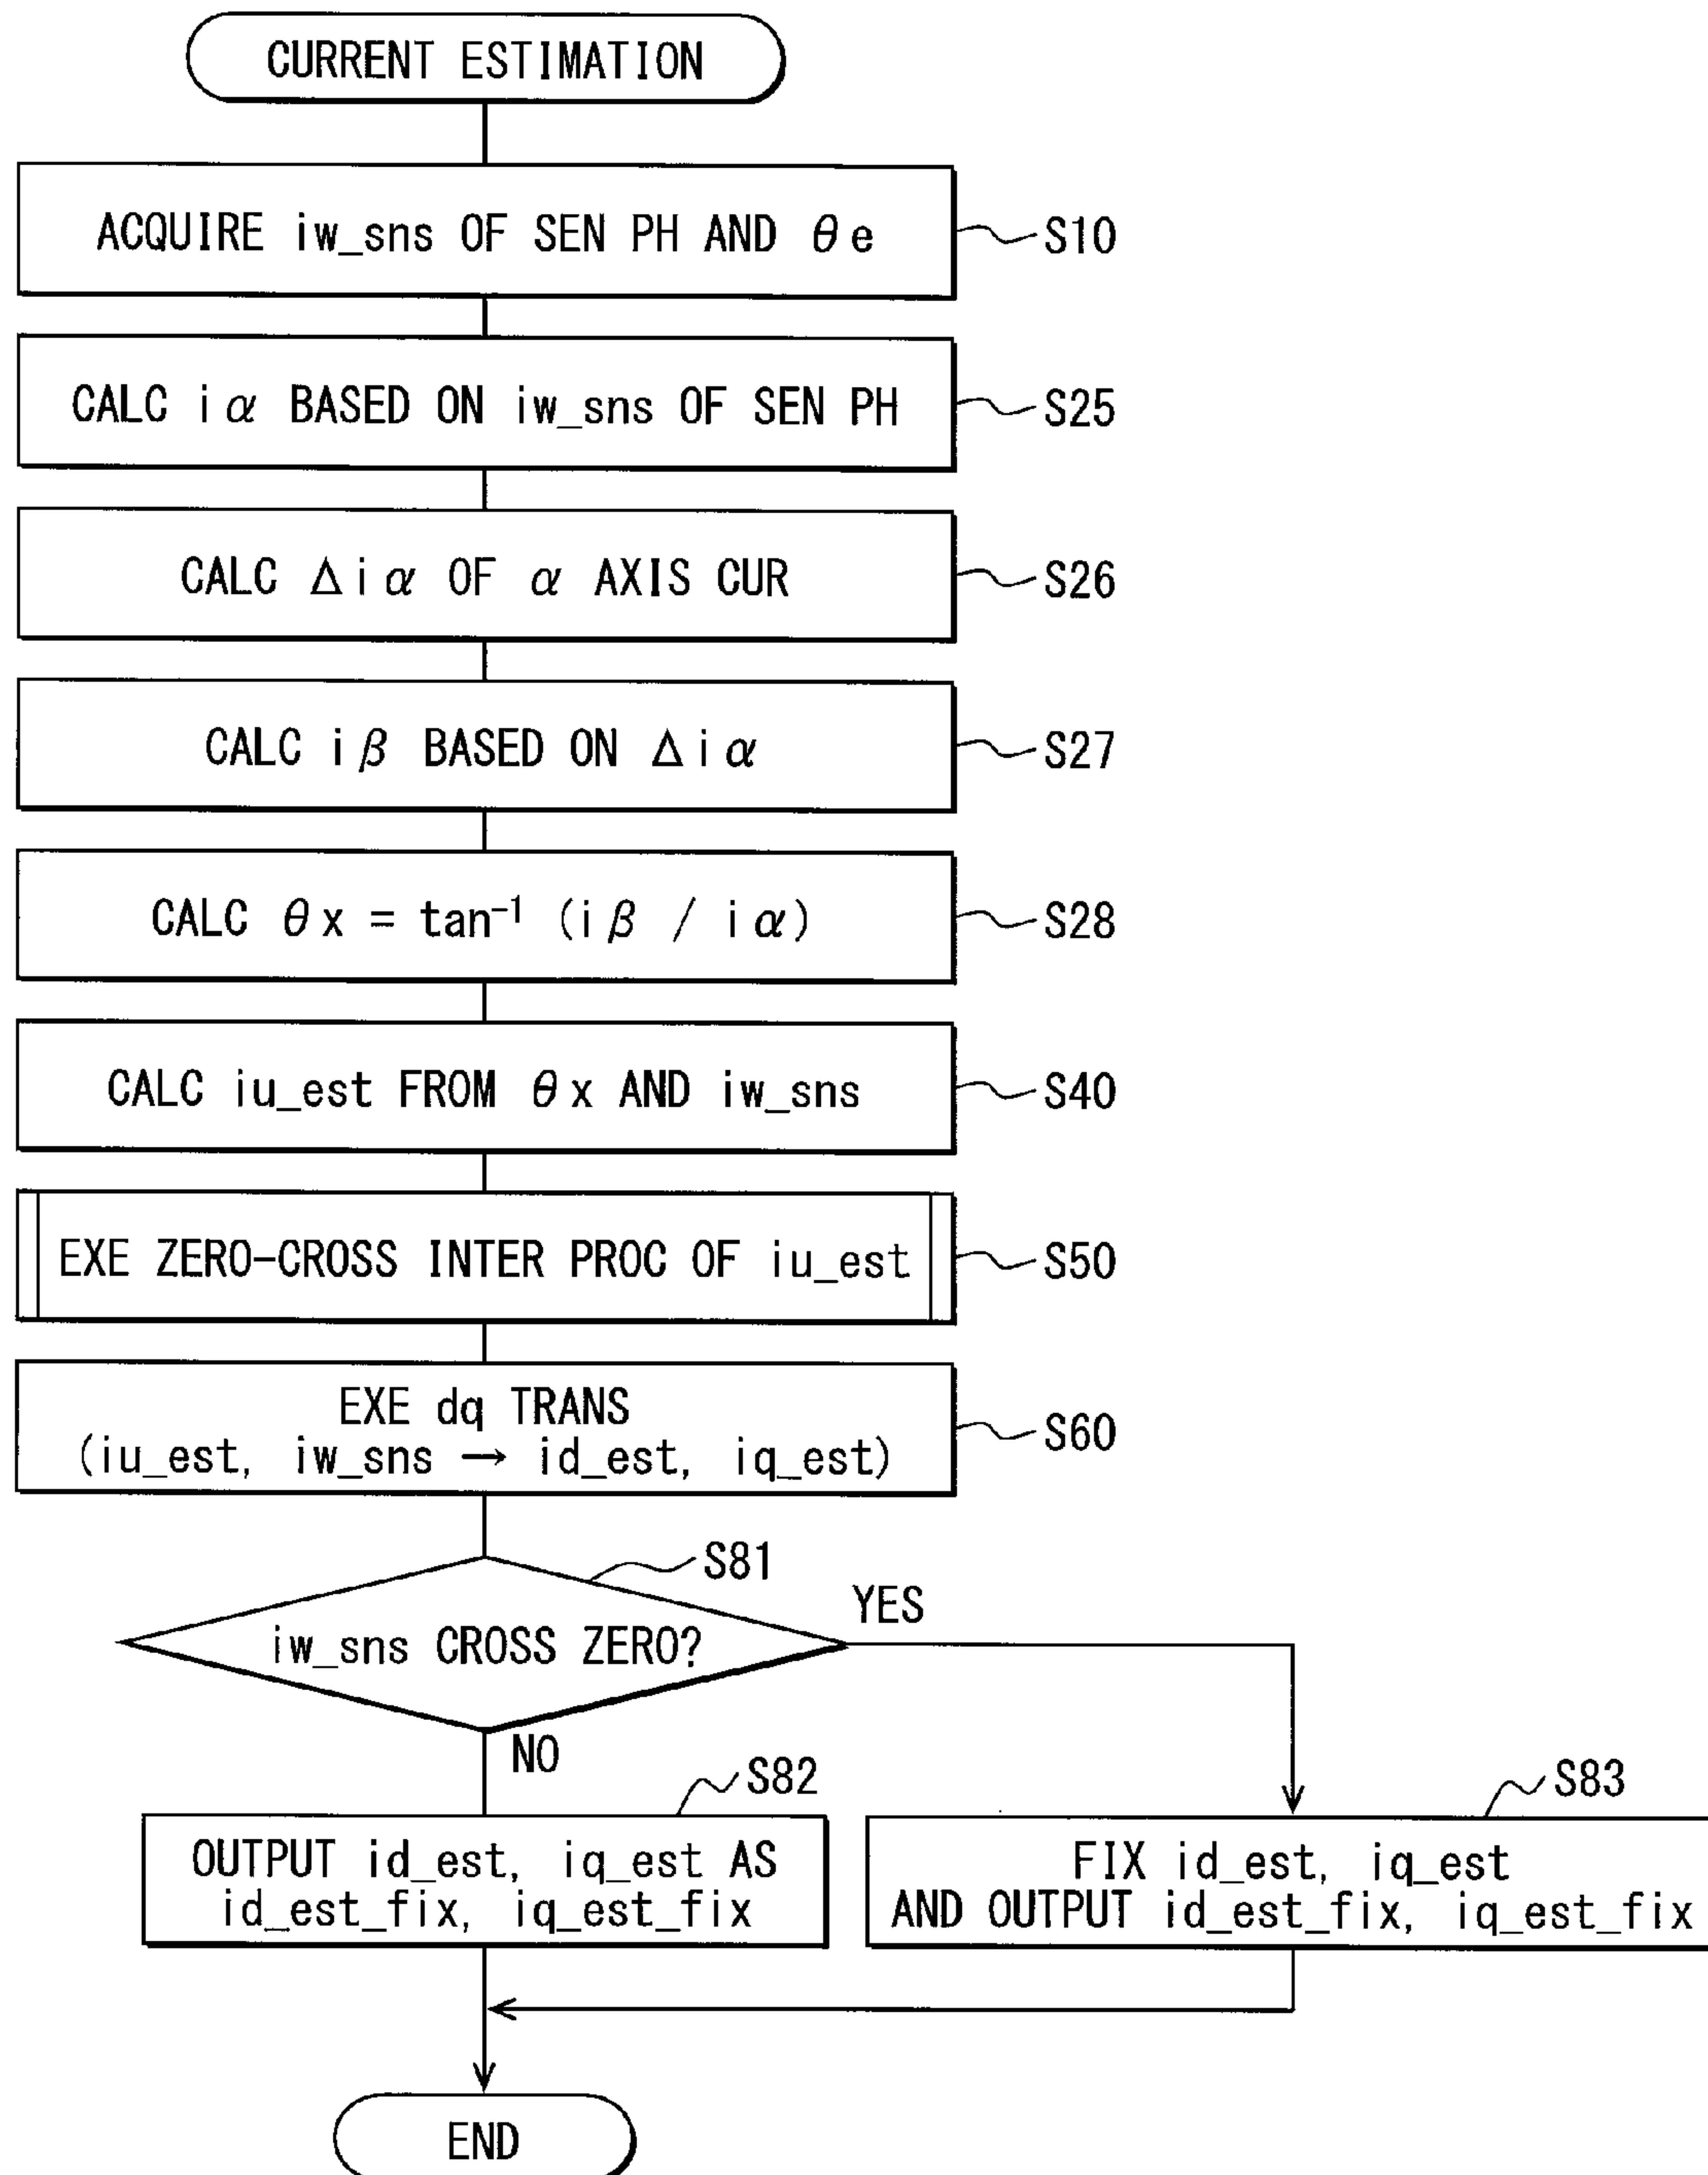 CURRENT ESTIMATION
ACQUIRE iw_sns OF SEN PH AND θe
S10
CALC iα BASED ON iw_sns OF SEN PH
S25
CALC Δiα OF α AXIS CUR
S26
CALC iβ BASED ON Δiα
S27
CALC θx = tan⁻¹ (iβ / iα)
S28
CALC iu_est FROM θx AND iw_sns
S40
EXE ZERO-CROSS INTER PROC OF iu_est
S50
EXE dq TRANS
(iu_est, iw_sns → id_est, iq_est)
S60
S81
iw_sns CROSS ZERO?
YES
NO
S82
OUTPUT id_est, iq_est AS
id_est_fix, iq_est_fix
S83
FIX id_est, iq_est
AND OUTPUT id_est_fix, iq_est_fix
END